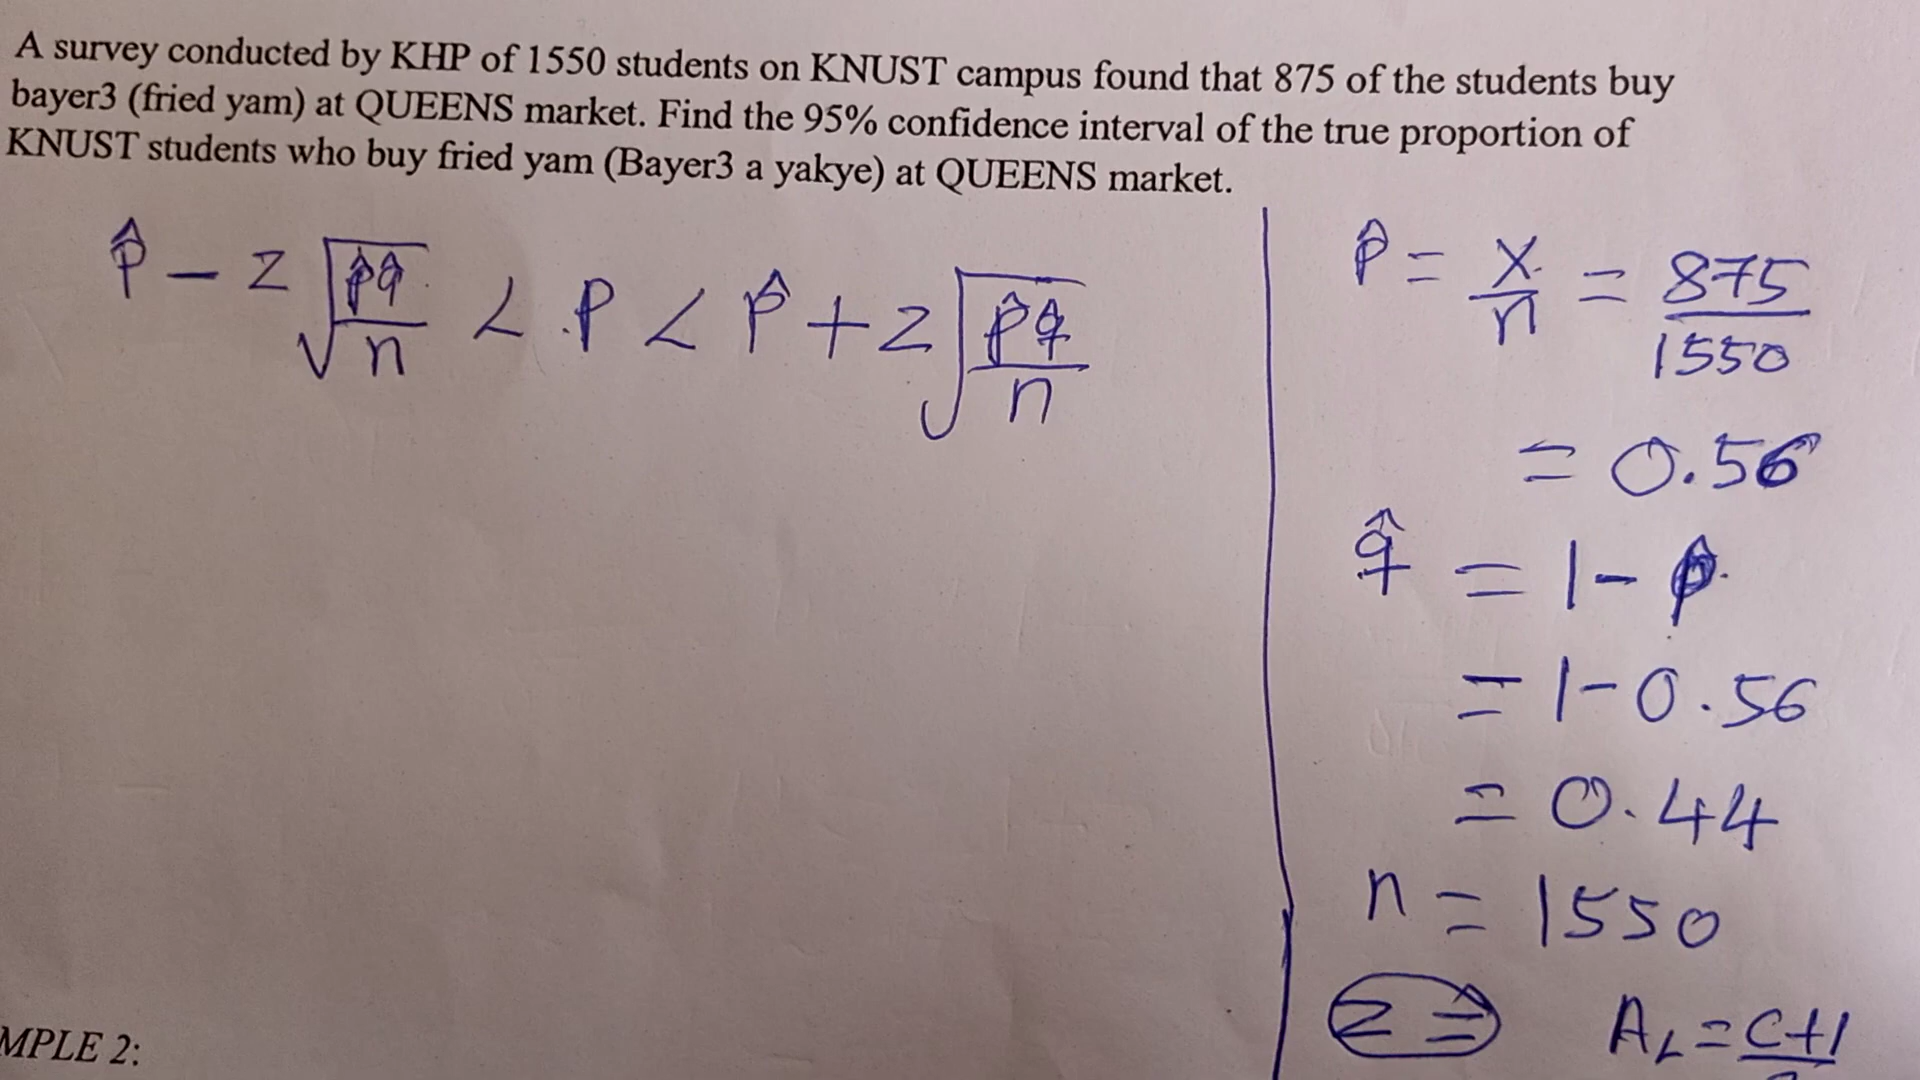 A survey conducted by KHP of 1550 students on KNUST campus found that 875 of the students buy
bayer3 (fried yam) at QUEENS market. Find the 95% confidence interval of the true proportion of
KNUST students who buy fried yam (Bayer3 a yakye) at QUEENS market.
p̂ - z √(p̂q̂/n) < P < p̂ + z √(p̂q̂/n)
p̂ = x/n = 875/1550
= 0.56
q̂ = 1 - p̂
= 1 - 0.56
= 0.44
n = 1550
z ⇒ A_L = C+1
MPLE 2: